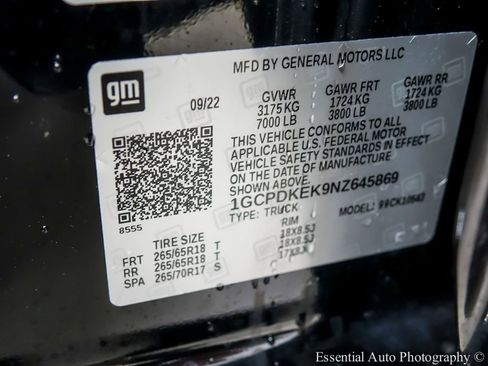 MFD BY GENERAL MOTORS LLC
gm
09/22
GVWR GAWR FRT GAWR RR
3175 KG 1724 KG 1724 KG
7000 LB 3800 LB 3800 LB
THIS VEHICLE CONFORMS TO ALL
APPLICABLE U.S. FEDERAL MOTOR
VEHICLE SAFETY STANDARDS IN EFFECT
ON THE DATE OF MANUFACTURE
SHOWN ABOVE.
1GCPDKEK9NZ645869
TYPE: TRUCK MODEL: 99CK10543
8555
TIRE SIZE RIM
FRT 265/65R18 T 18X8.5J
RR 265/65R18 T 18X8.5J
SPA 265/70R17 S 17X8J
Essential Auto Photography ©